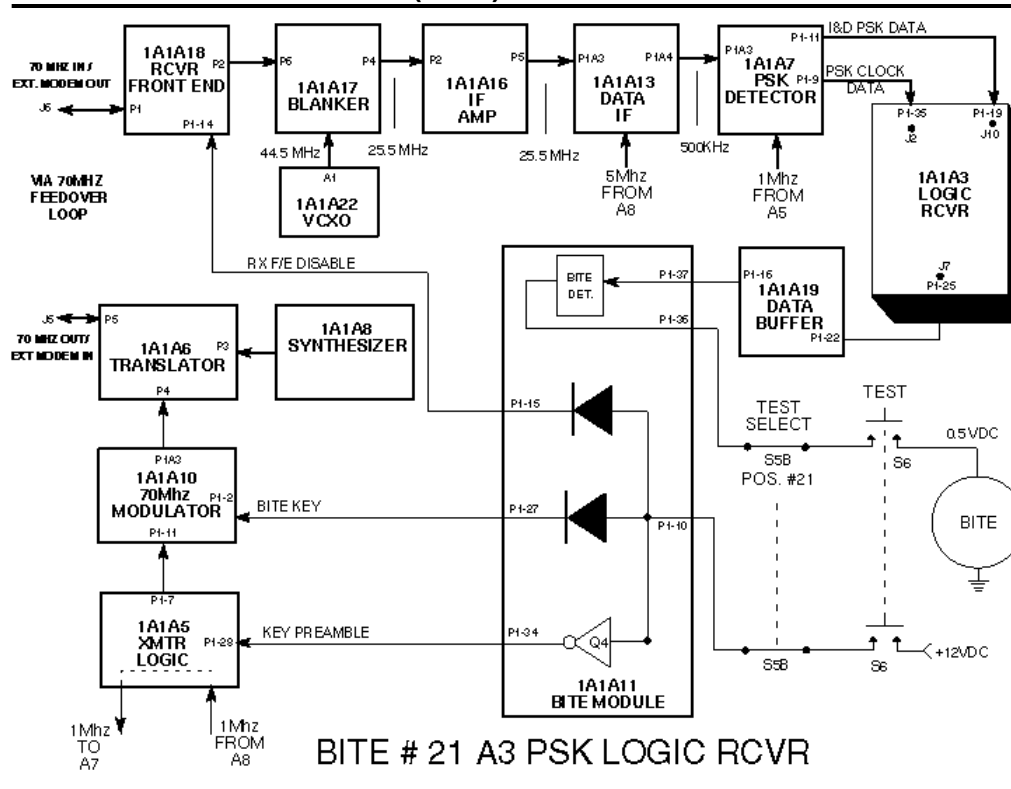 70 MHZ IN /
EXT. MODEM OUT
J6
P1
1A1A18
RCVR
FRONT END
P2
P1-14
P6
1A1A17
BLANKER
P4
44.5 MHz
25.5 MHz
A1
1A1A22
VCXO
P2
1A1A16
IF
AMP
P5
25.5 MHz
P1A3
1A1A13
DATA
IF
P1A4
5Mhz
FROM
A8
500KHz
P1A3
1A1A7
PSK
DETECTOR
P1-11
P1-9
1Mhz
FROM
A5
I&D PSK DATA
PSK CLOCK
DATA
P1-35
J2
P1-19
J10
1A1A3
LOGIC
RCVR
J7
P1-25
VIA 70MHZ
FEEDOVER
LOOP
RX F/E DISABLE
BITE
DET.
P1-37
P1-36
P1-16
1A1A19
DATA
BUFFER
P1-22
J5
P5
70 MHZ OUT/
EXT MODEM IN
1A1A6
TRANSLATOR
P3
P4
1A1A8
SYNTHESIZER
P1-15
TEST
SELECT
S5B
POS. #21
TEST
S6
0.5VDC
BITE
P1A3
1A1A10
70Mhz
MODULATOR
P1-2
P1-11
BITE KEY
P1-27
P1-10
P1-7
1A1A5
XMTR
LOGIC
P1-29
KEY PREAMBLE
P1-34
Q4
S5B
S6
+12VDC
1A1A11
BITE MODULE
1Mhz
TO
A7
1Mhz
FROM
A8
BITE # 21 A3 PSK LOGIC RCVR